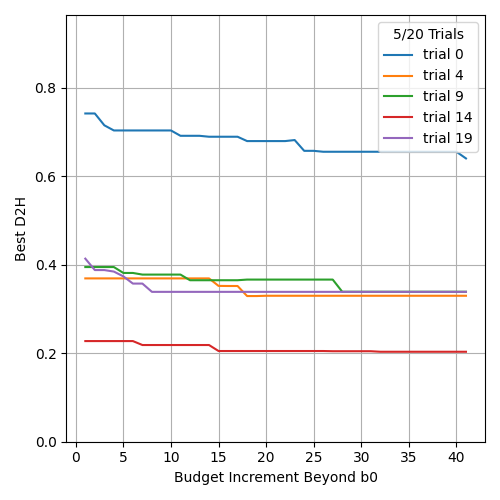 5/20 Trials
trial 0
trial 4
trial 9
trial 14
trial 19
Best D2H
0.8
0.6
0.4
0.2
0.0
0 5 10 15 20 25 30 35 40
Budget Increment Beyond b0